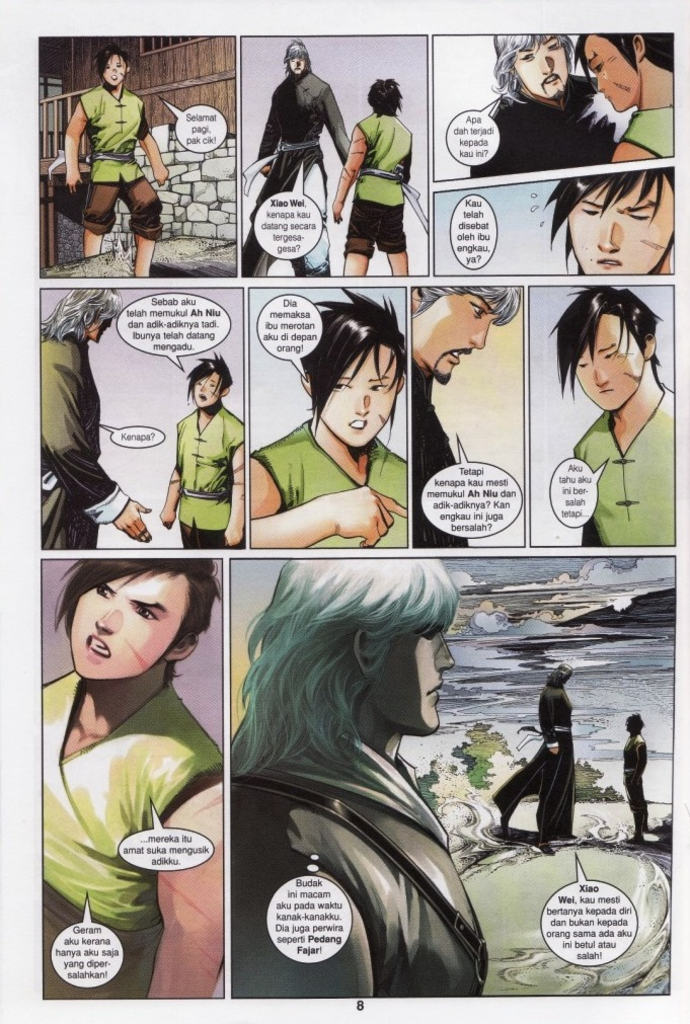 Selamat
pagi,
pak cik!
Xiao Wei,
kenapa kau
datang secara
tergesa-
gesa?
Apa
dah terjadi
kepada
kau ini?
Kau
telah
disebat
oleh ibu
engkau,
ya?
Sebab aku
telah memukul Ah Niu
dan adik-adiknya tadi.
Ibunya telah datang
mengadu.
Kenapa?
Dia
memaksa
ibu merotan
aku di depan
orang!
Tetapi
kenapa kau mesti
memukul Ah Niu dan
adik-adiknya? Kan
engkau ini juga
bersalah?
Aku
tahu aku
ini ber-
salah
tetapi...
...mereka itu
amat suka mengusik
adikku.
Geram
aku kerana
hanya aku saja
yang diper-
salahkan!
Budak
ini macam
aku pada waktu
kanak-kanakku.
Dia juga perwira
seperti Pedang
Fajar!
Xiao
Wei, kau mesti
bertanya kepada diri
dan bukan kepada
orang sama ada aku
ini betul atau
salah!
8